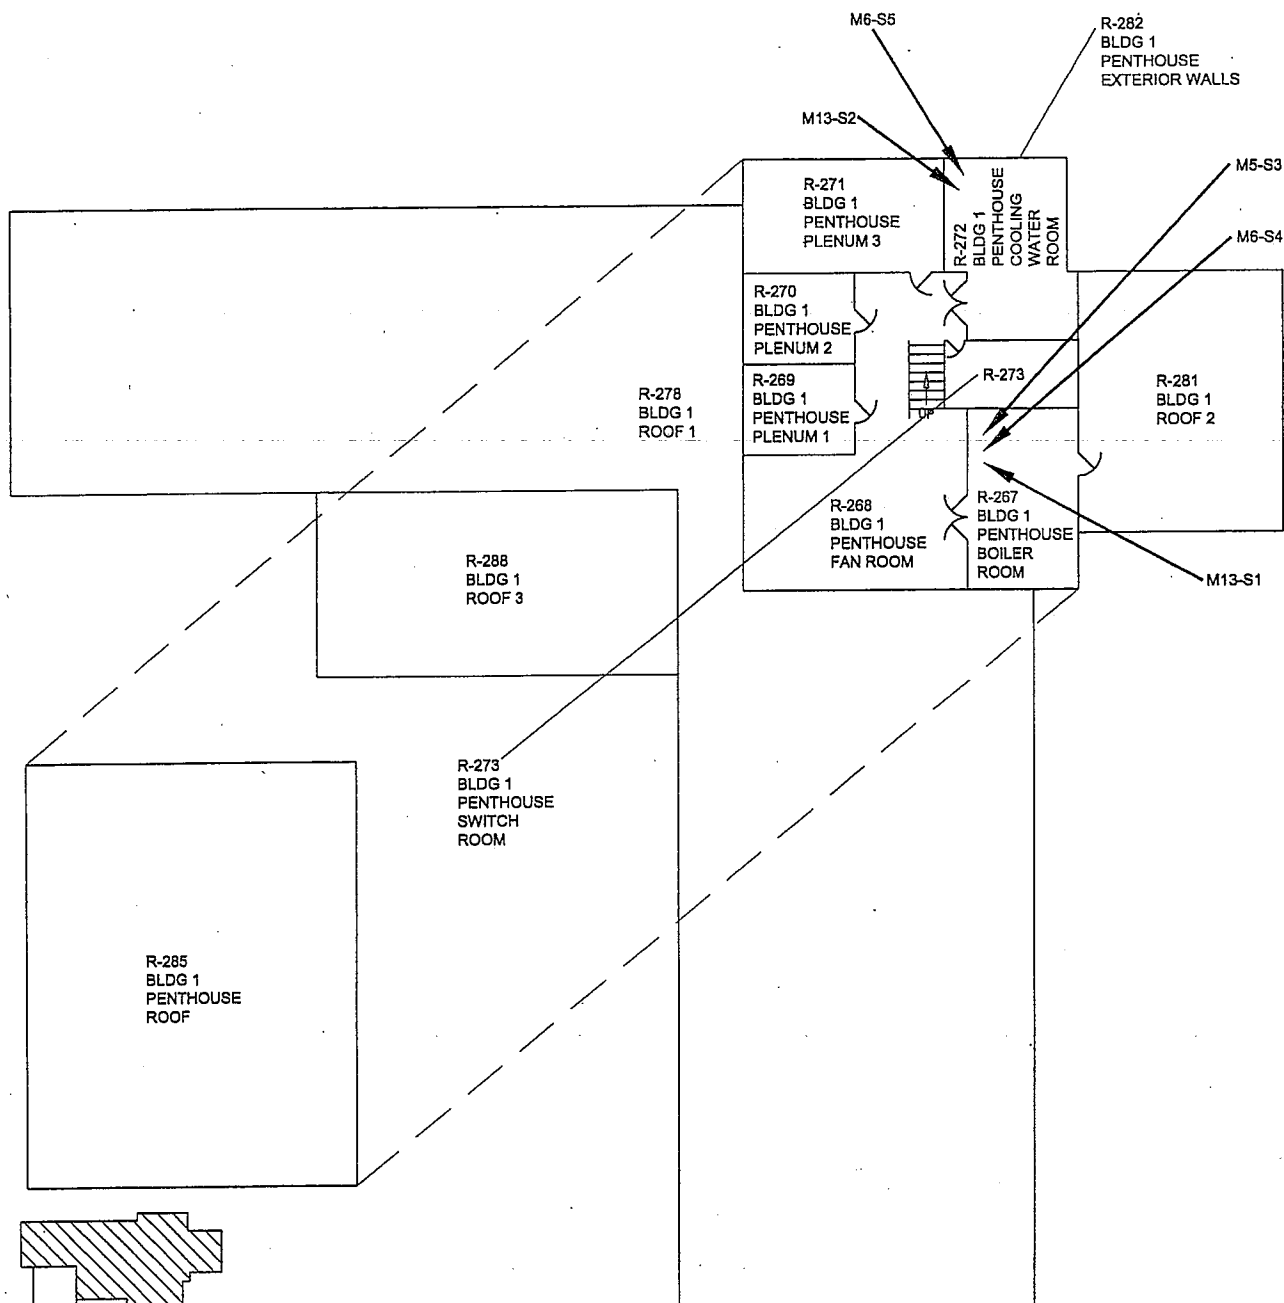 M6-S5
R-282
BLDG 1
PENTHOUSE
EXTERIOR WALLS
M13-S2
M5-S3
R-271
BLDG 1
PENTHOUSE
PLENUM 3
R-272
BLDG 1
PENTHOUSE
COOLING
WATER
ROOM
M6-S4
R-270
BLDG 1
PENTHOUSE
PLENUM 2
R-269
BLDG 1
PENTHOUSE
PLENUM 1
R-273
UP
R-278
BLDG 1
ROOF 1
R-281
BLDG 1
ROOF 2
R-268
BLDG 1
PENTHOUSE
FAN ROOM
R-267
BLDG 1
PENTHOUSE
BOILER
ROOM
M13-S1
R-288
BLDG 1
ROOF 3
R-273
BLDG 1
PENTHOUSE
SWITCH
ROOM
R-285
BLDG 1
PENTHOUSE
ROOF